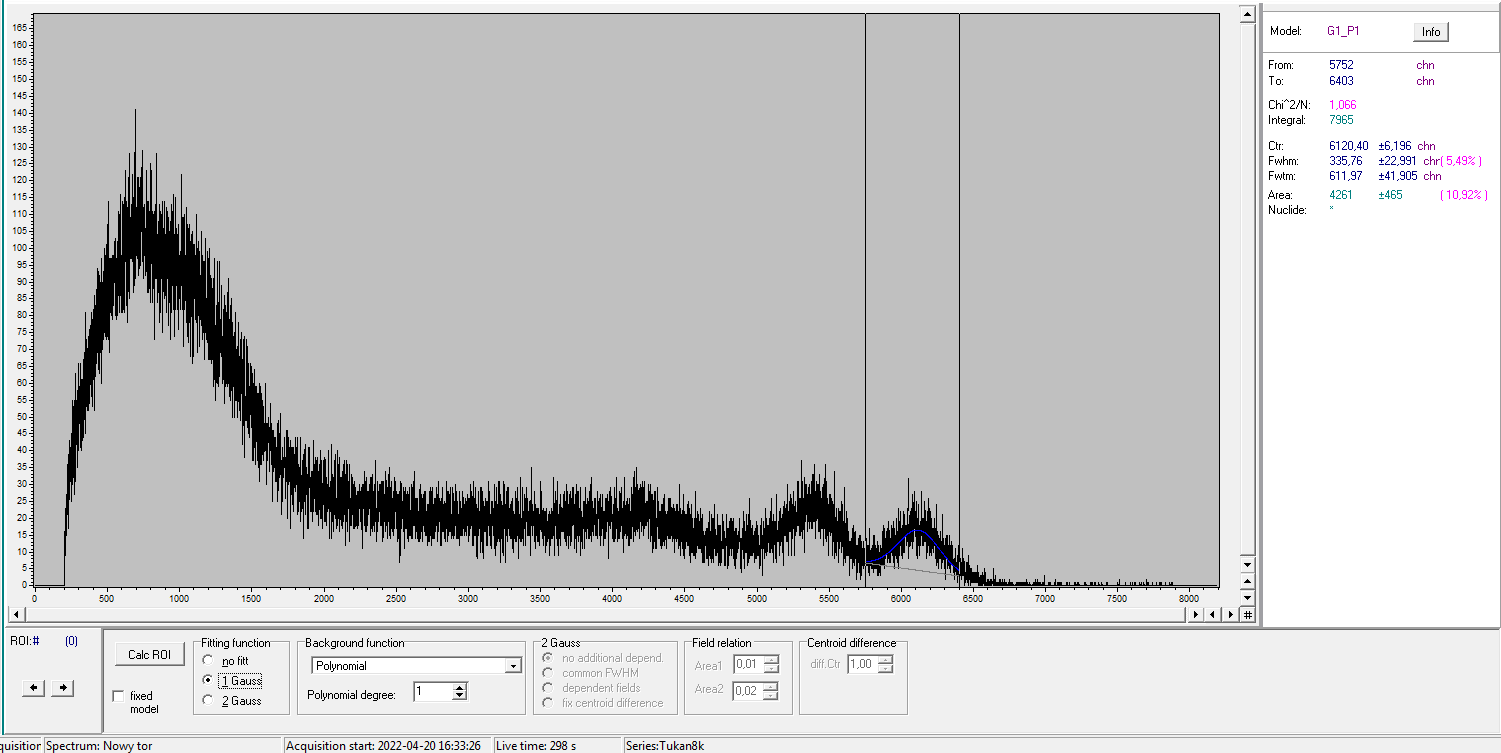 165
160
155
150
145
140
135
130
125
120
115
110
105
100
95
90
85
80
75
70
65
60
55
50
45
40
35
30
25
20
15
10
5
0
0 500 1000 1500 2000 2500 3000 3500 4000 4500 5000 5500 6000 6500 7000 7500 8000
#
Model: G1_P1 Info
From: 5752 chn
To: 6403 chn
Chi^2/N: 1,066
Integral: 7965
Ctr: 6120,40 ±6,196 chn
Fwhm: 335,76 ±22,991 chr( 5,49% )
Fwtm: 611,97 ±41,905 chn
Area: 4261 ±465 ( 10,92% )
Nuclide: *
ROI:# (0)
Calc ROI
fixed
model
Fitting function
no fitt
1 Gauss
2 Gauss
Background function
Polynomial
Polynomial degree: 1
2 Gauss
no additional depend.
common FWHM
dependent fields
fix centroid difference
Field relation
Area1 0,01
Area2 0,02
Centroid difference
diff.Ctr 1,00
quisition Spectrum: Nowy tor Acquisition start: 2022-04-20 16:33:26 Live time: 298 s Series:Tukan8k